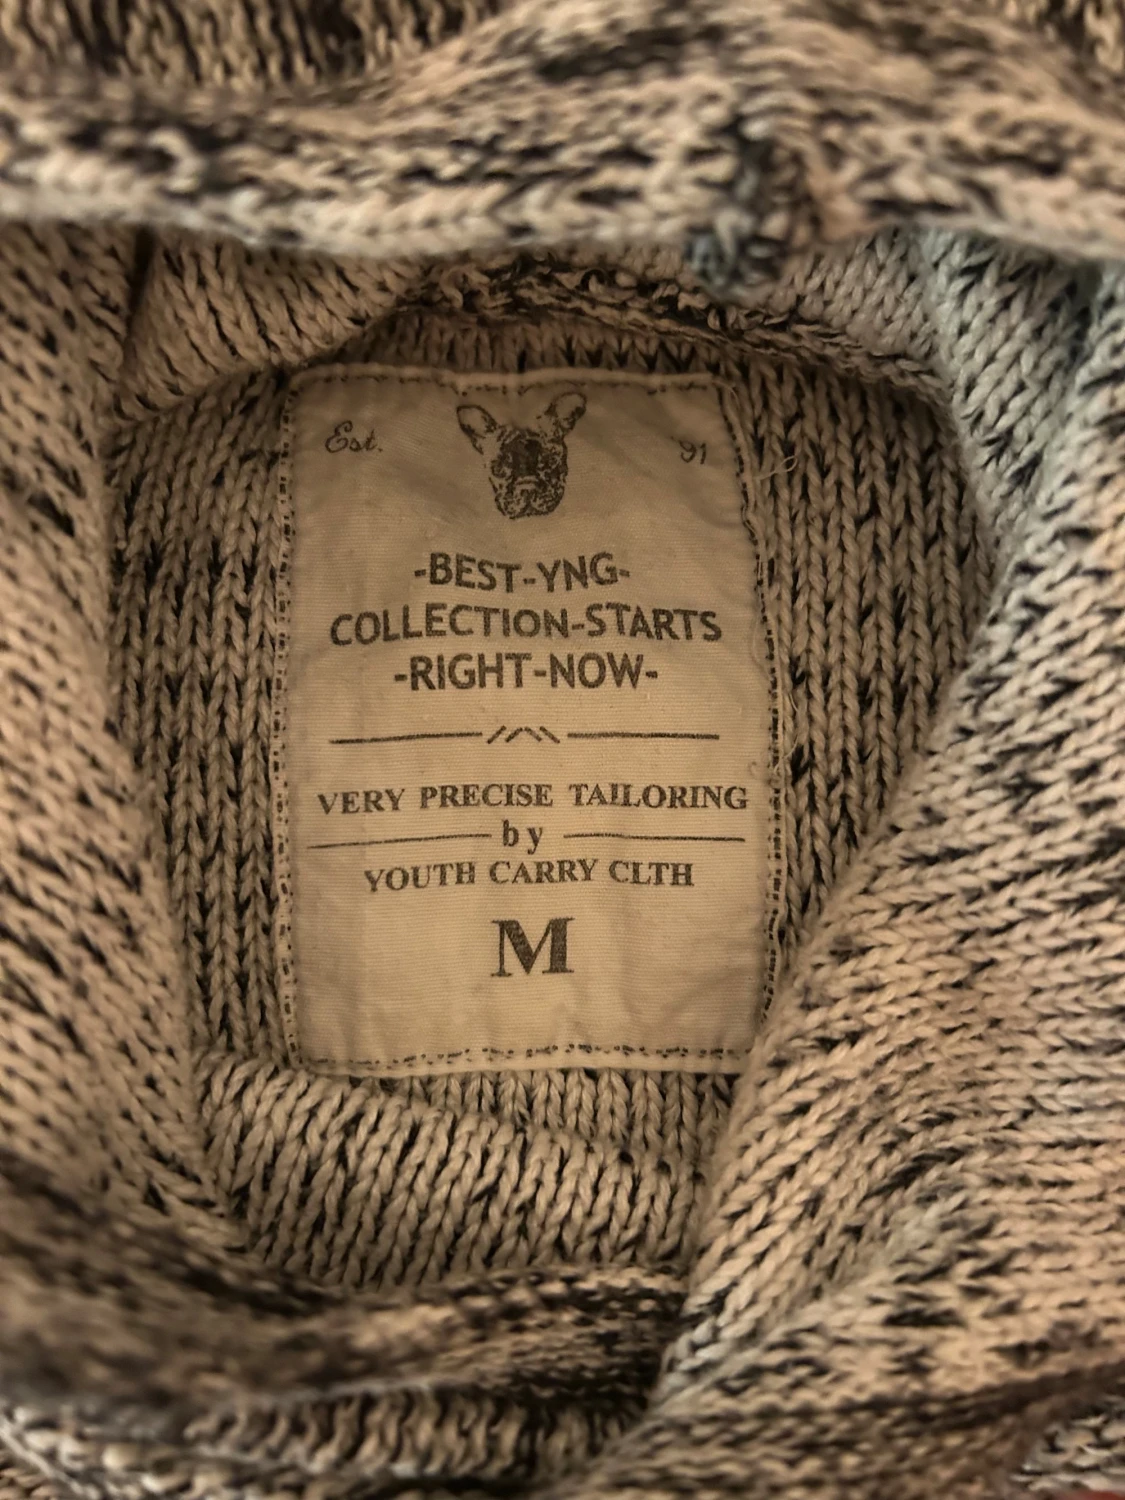 Est. '91
-BEST-YNG-
COLLECTION-STARTS
-RIGHT-NOW-
VERY PRECISE TAILORING
by
YOUTH CARRY CLTH
M